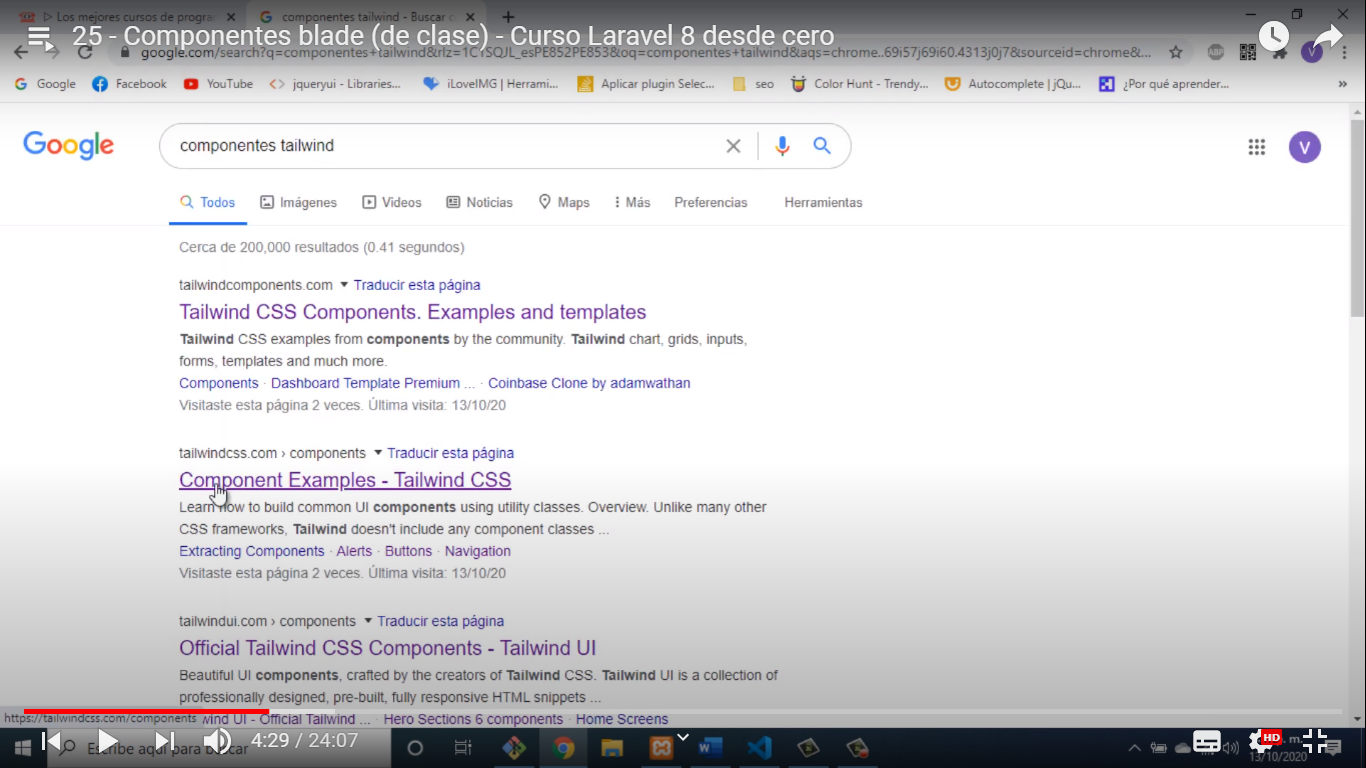 ▷ Los mejores cursos de progra
componentes tailwind - Buscar c
25 - Componentes blade (de clase) - Curso Laravel 8 desde cero
google.com/search?q=componentes+tailwind&rlz=1C1SQJL_esPE852PE853&oq=componentes+tailwind&aqs=chrome..69i57j69i60.4313j0j7&sourceid=chrome&...
V
Google
Facebook
YouTube
jqueryui - Libraries...
iLoveIMG | Herrami...
Aplicar plugin Selec...
seo
Color Hunt - Trendy...
Autocomplete | jQu...
¿Por qué aprender...
»
Google
componentes tailwind
V
Todos
Imágenes
Videos
Noticias
Maps
Más
Preferencias
Herramientas
Cerca de 200,000 resultados (0.41 segundos)
tailwindcomponents.com ▼ Traducir esta página
Tailwind CSS Components. Examples and templates
Tailwind CSS examples from components by the community. Tailwind chart, grids, inputs,
forms, templates and much more.
Components · Dashboard Template Premium ... · Coinbase Clone by adamwathan
Visitaste esta página 2 veces. Última visita: 13/10/20
tailwindcss.com › components ▼ Traducir esta página
Component Examples - Tailwind CSS
Learn how to build common UI components using utility classes. Overview. Unlike many other
CSS frameworks, Tailwind doesn't include any component classes ...
Extracting Components · Alerts · Buttons · Navigation
Visitaste esta página 2 veces. Última visita: 13/10/20
tailwindui.com › components ▼ Traducir esta página
Official Tailwind CSS Components - Tailwind UI
Beautiful UI components, crafted by the creators of Tailwind CSS. Tailwind UI is a collection of
professionally designed, pre-built, fully responsive HTML snippets ...
https://tailwindcss.com/components
wind UI - Official Tailwind ... · Hero Sections 6 components · Home Screens
Escribe aquí para buscar
4:29 / 24:07
HD
. m.
13/10/2020